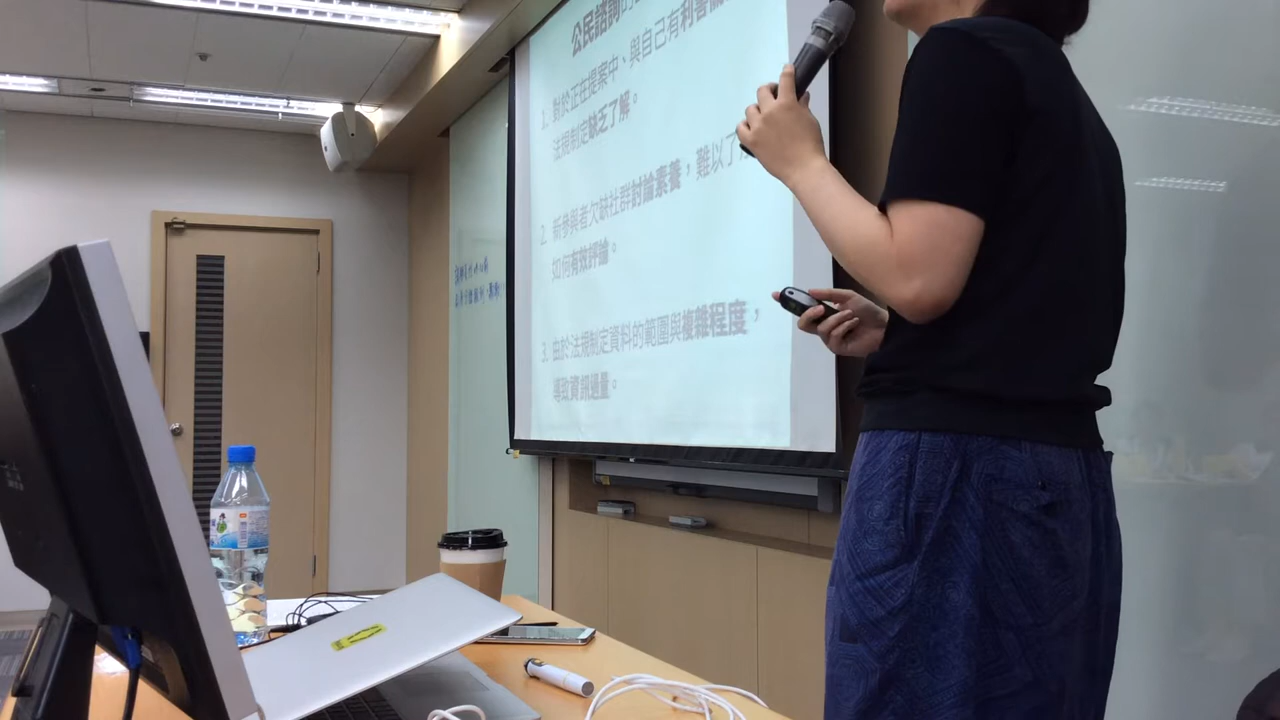 公民諮詢的
1. 對於正在提案中、與自己有利害關
法規制定缺乏了解。
2. 新參與者欠缺社群討論素養,難以了
如何有效評論。
3. 由於法規制定資料的範圍與複雜程度,
導致資訊過量。